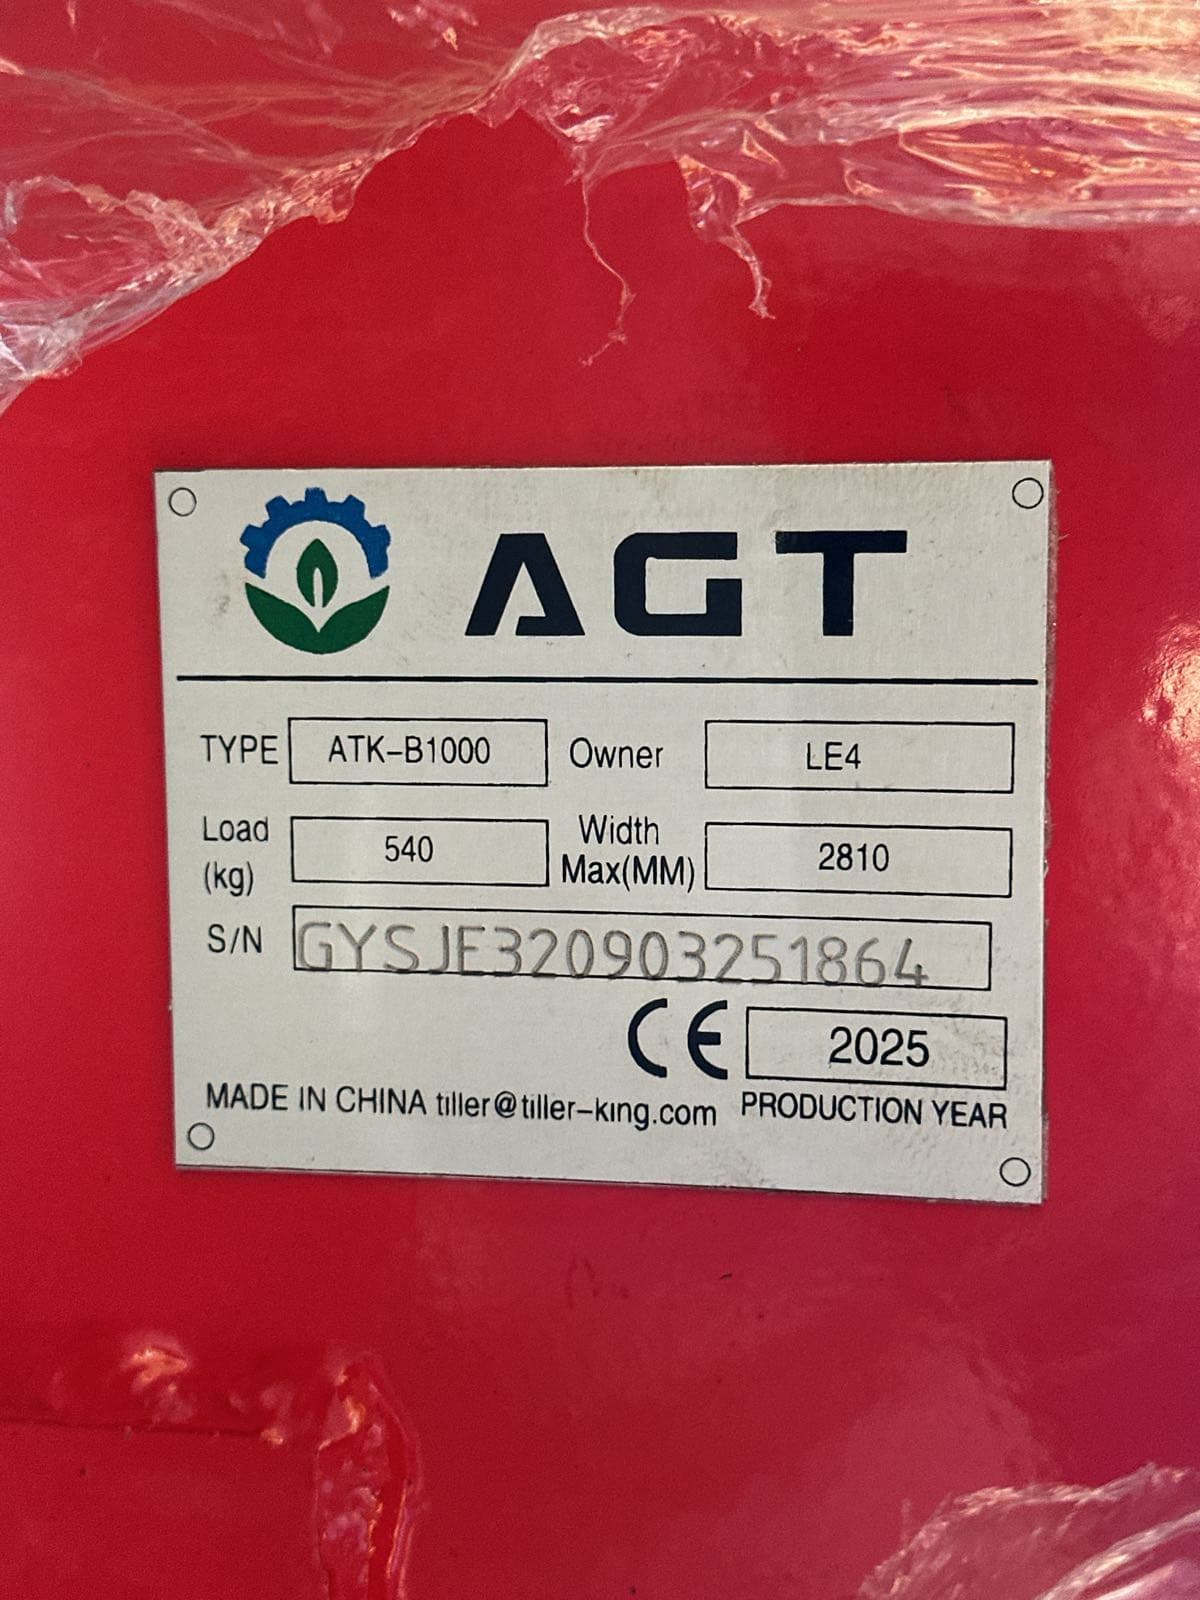 AGT
TYPE ATK-B1000 Owner LE4
Load (kg) 540 Width Max(MM) 2810
S/N GYSJE320903251864
CE 2025
MADE IN CHINA tiller@tiller-king.com PRODUCTION YEAR